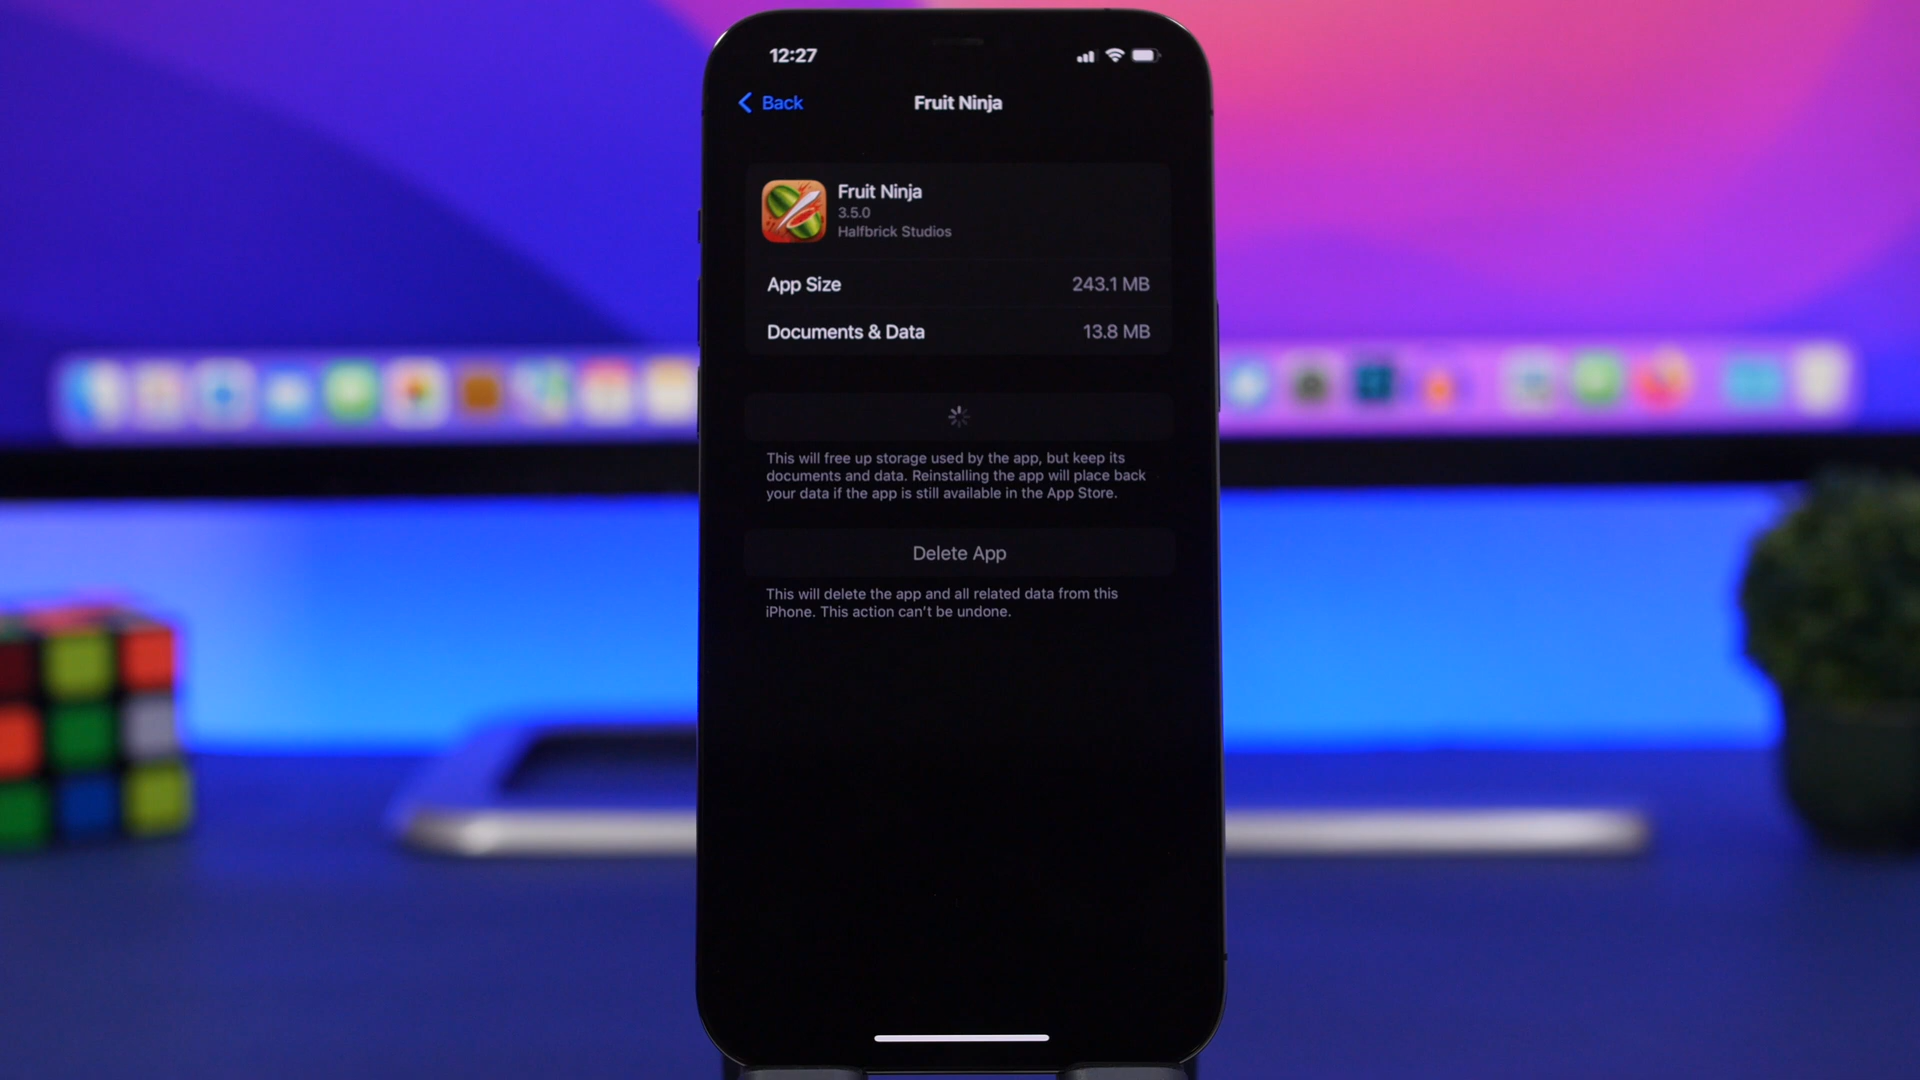 12:27
Back
Fruit Ninja
Fruit Ninja
3.5.0
Halfbrick Studios
App Size 243.1 MB
Documents & Data 13.8 MB
This will free up storage used by the app, but keep its
documents and data. Reinstalling the app will place back
your data if the app is still available in the App Store.
Delete App
This will delete the app and all related data from this
iPhone. This action can't be undone.